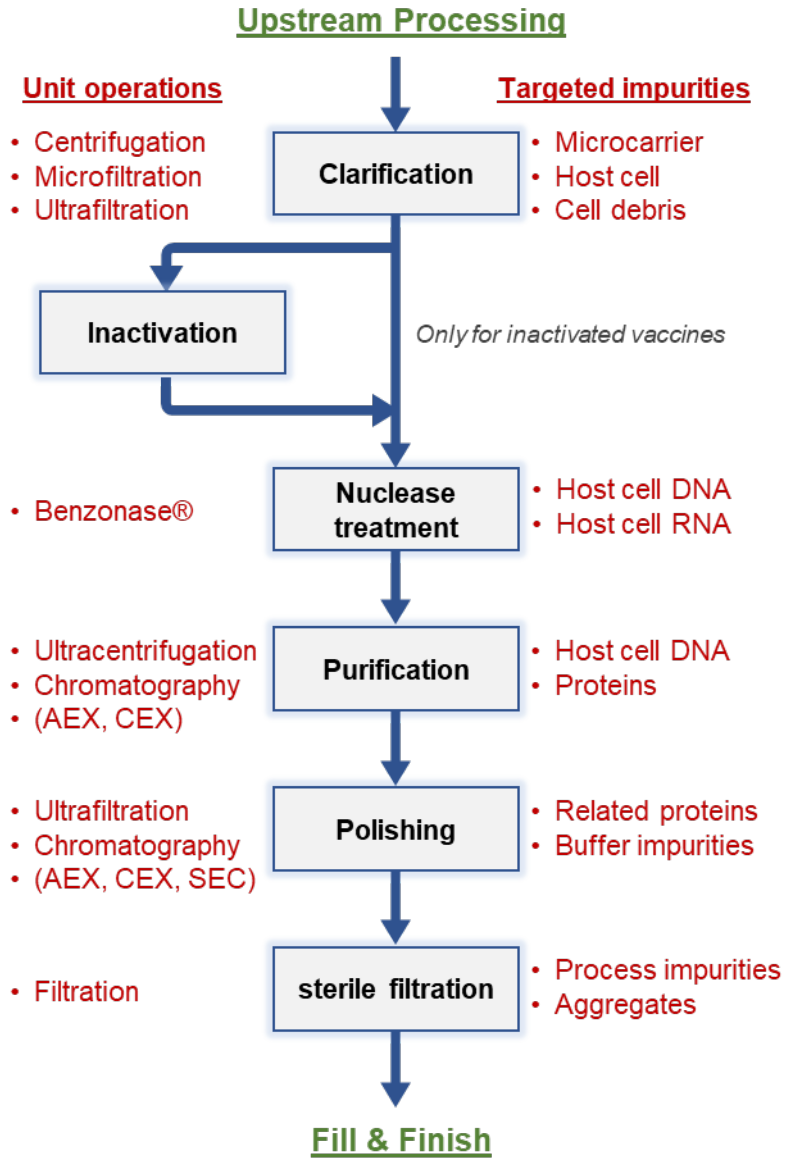 Upstream Processing
Unit operations
Targeted impurities
• Centrifugation
• Microfiltration
• Ultrafiltration
Clarification
• Microcarrier
• Host cell
• Cell debris
Inactivation
Only for inactivated vaccines
• Benzonase®
Nuclease
treatment
• Host cell DNA
• Host cell RNA
• Ultracentrifugation
• Chromatography
• (AEX, CEX)
Purification
• Host cell DNA
• Proteins
• Ultrafiltration
• Chromatography
• (AEX, CEX, SEC)
Polishing
• Related proteins
• Buffer impurities
• Filtration
sterile filtration
• Process impurities
• Aggregates
Fill & Finish